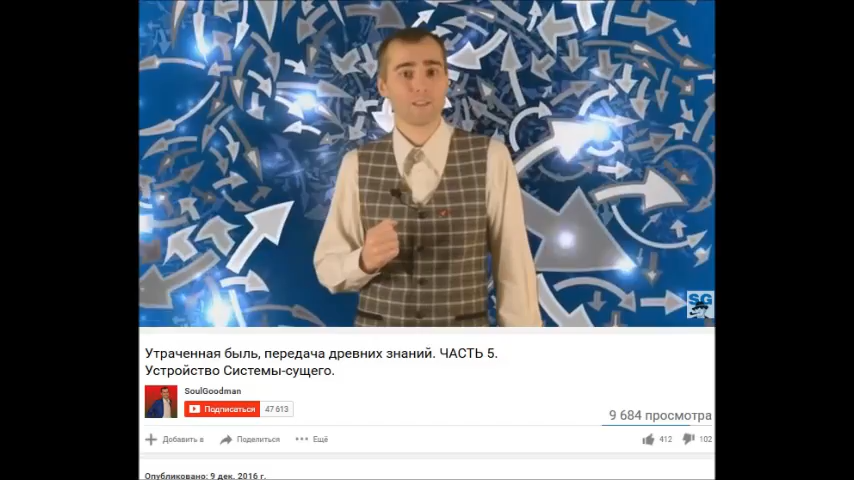 SG
Утраченная быль, передача древних знаний. ЧАСТЬ 5.
Устройство Системы-сущего.
SoulGoodman
Подписаться 47 613
9 684 просмотра
Добавить в Поделиться Ещё 412 102
Опубликовано: 9 дек. 2016 г.